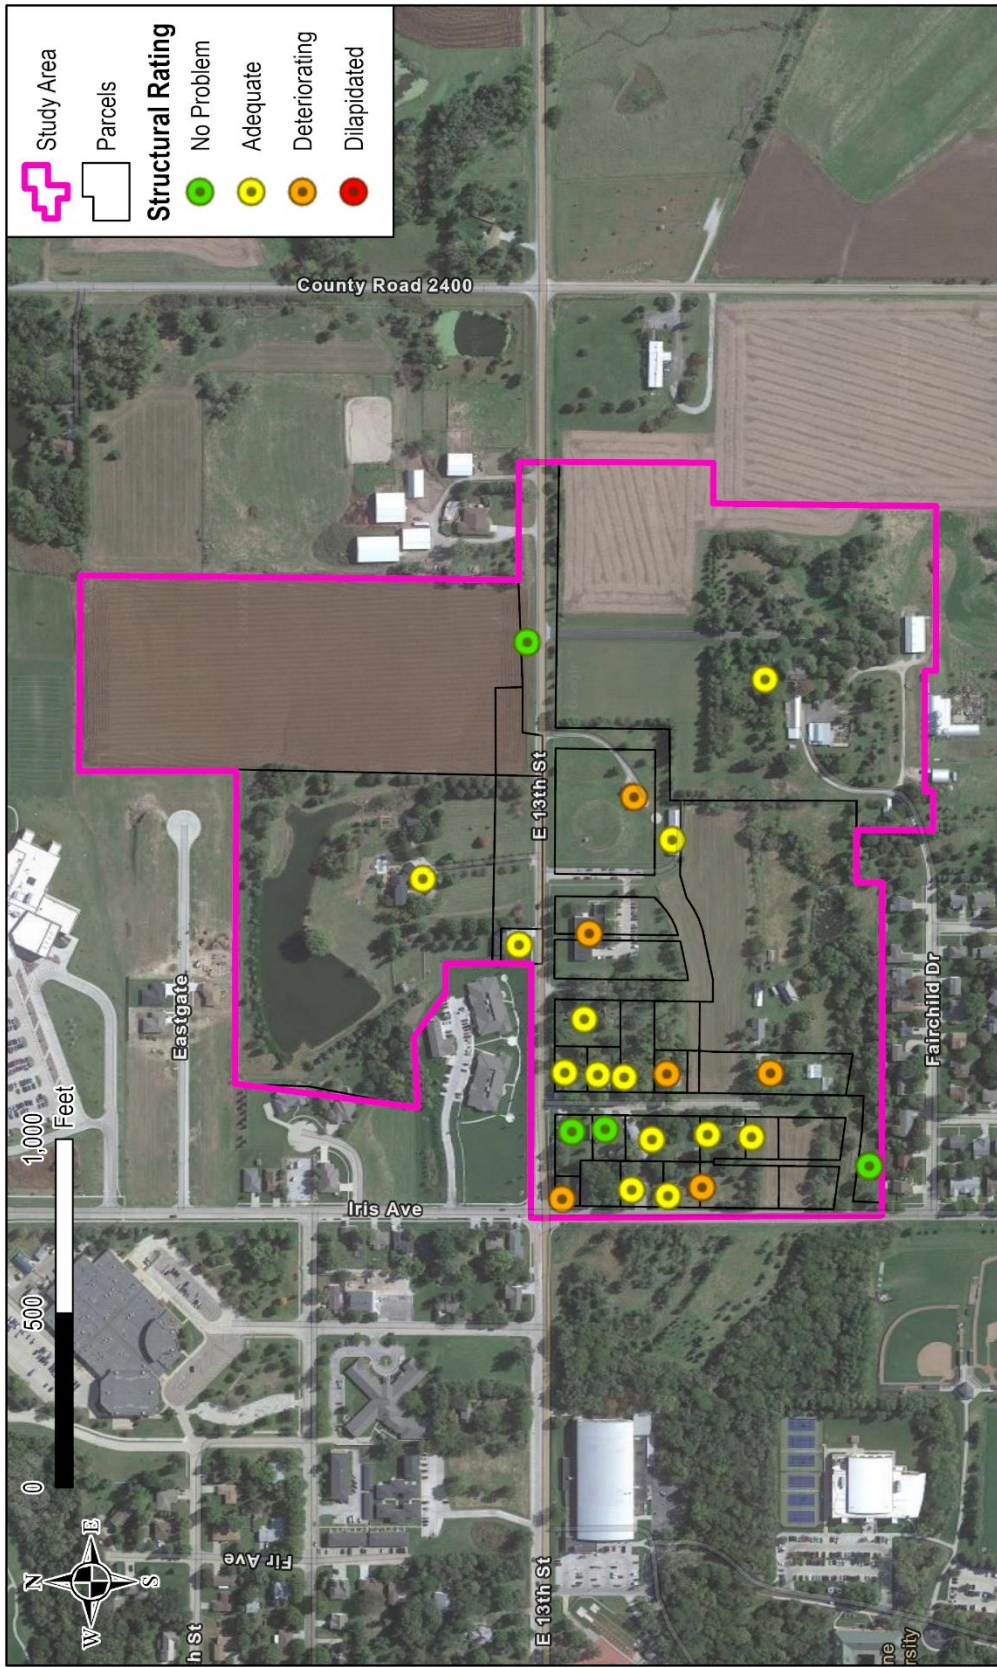 Study Area
Parcels
Structural Rating
No Problem
Adequate
Deteriorating
Dilapidated
County Road 2400
E 13th St
Eastgate
Iris Ave
Fairchild Dr
0 500 1,000
Feet
N
W E
S
Fir Ave
h St
E 13th St
ne
rsity